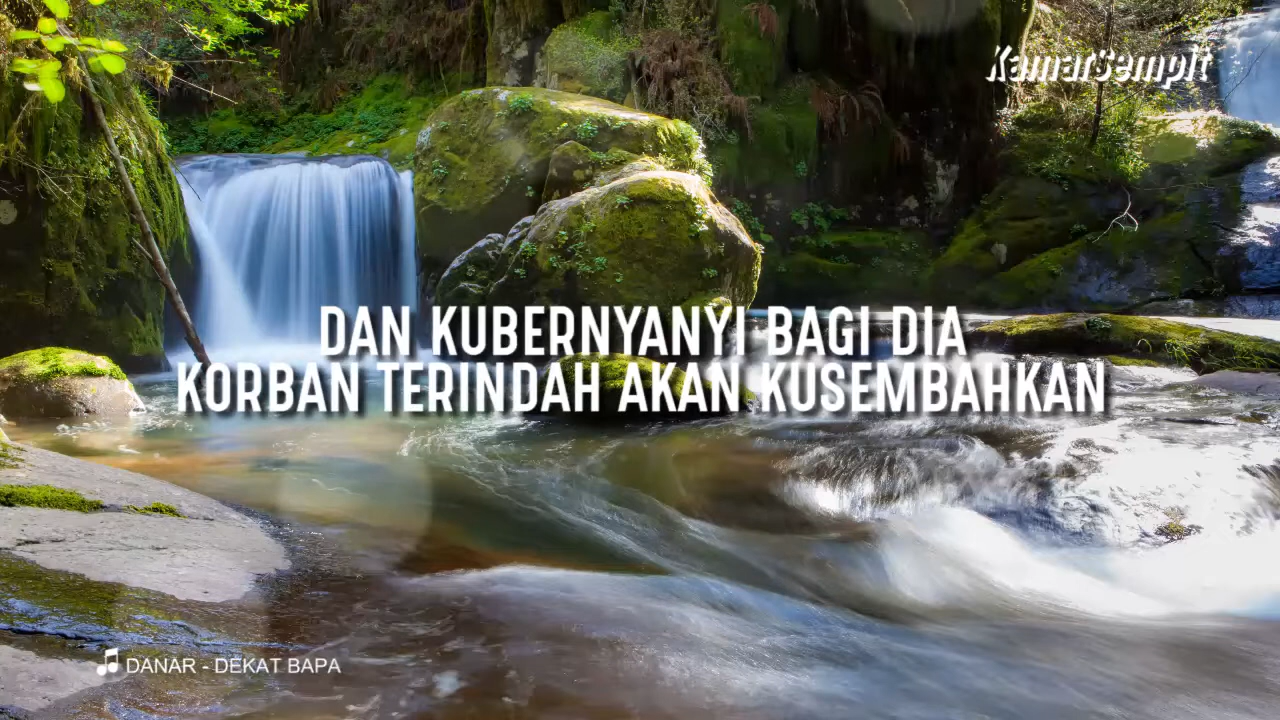 KamarSempit
DAN KUBERNYANYI BAGI DIA
KORBAN TERINDAH AKAN KUSEMBAHKAN
DANAR - DEKAT BAPA